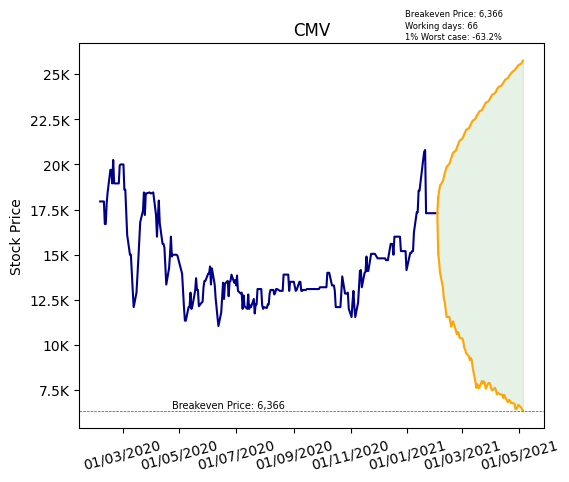 Breakeven Price: 6,366
Working days: 66
1% Worst case: -63.2%
CMV
Stock Price
25K
22.5K
20K
17.5K
15K
12.5K
10K
7.5K
Breakeven Price: 6,366
01/03/2020
01/05/2020
01/07/2020
01/09/2020
01/11/2020
01/01/2021
01/03/2021
01/05/2021